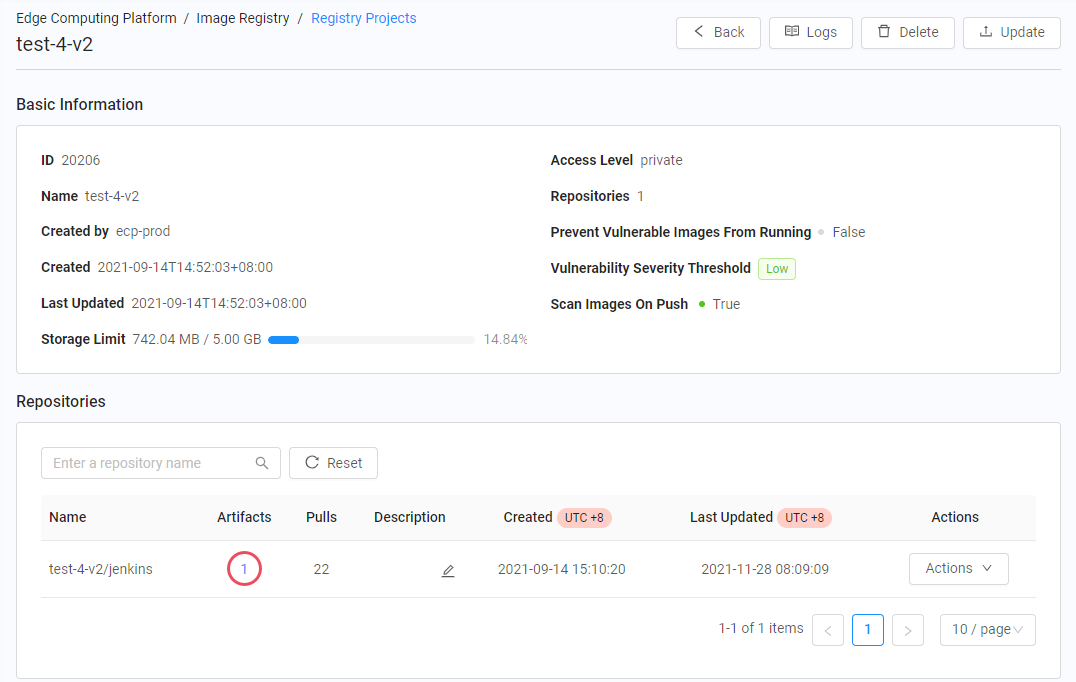 Edge Computing Platform / Image Registry / Registry Projects
test-4-v2
Back
Logs
Delete
Update
Basic Information
ID 20206
Name test-4-v2
Created by ecp-prod
Created 2021-09-14T14:52:03+08:00
Last Updated 2021-09-14T14:52:03+08:00
Storage Limit 742.04 MB / 5.00 GB 14.84%
Access Level private
Repositories 1
Prevent Vulnerable Images From Running False
Vulnerability Severity Threshold Low
Scan Images On Push True
Repositories
Enter a repository name
Reset
Name Artifacts Pulls Description Created UTC +8 Last Updated UTC +8 Actions
test-4-v2/jenkins 1 22 2021-09-14 15:10:20 2021-11-28 08:09:09 Actions
1-1 of 1 items < 1 > 10 / page